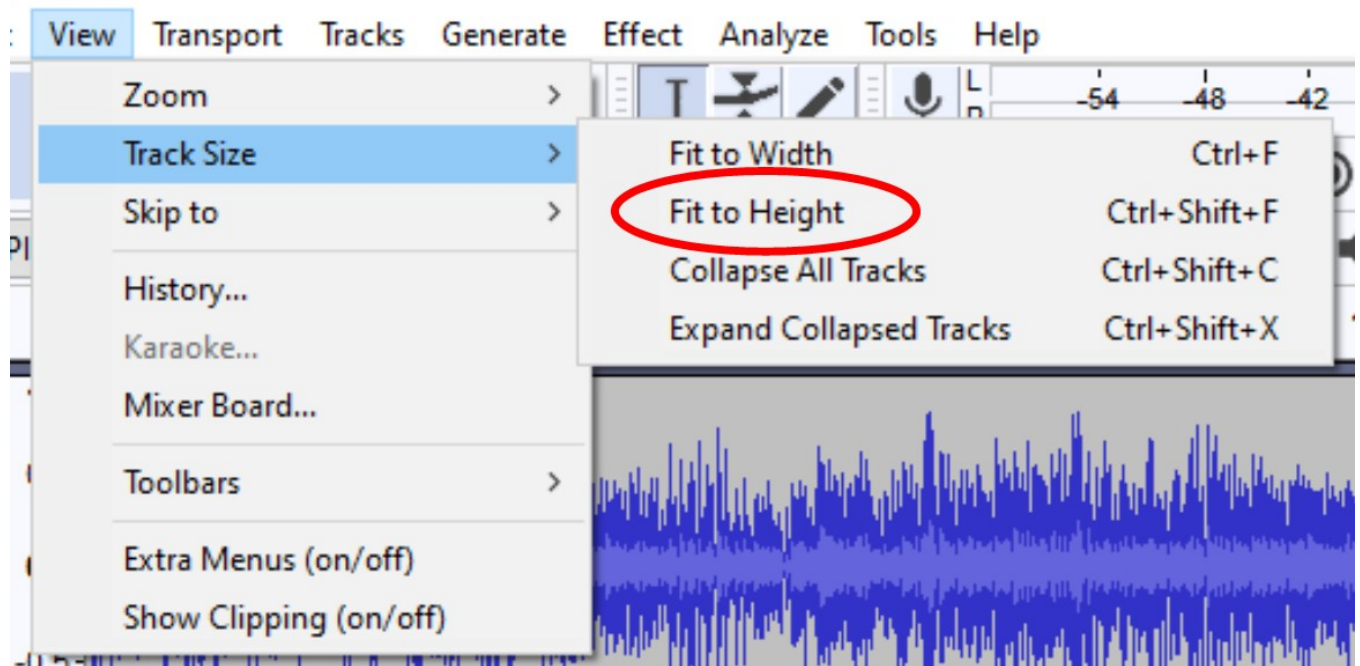 View Transport Tracks Generate Effect Analyze Tools Help
Zoom >
L
-54 -48 -42
Track Size >
Fit to Width Ctrl+F
Skip to >
Fit to Height Ctrl+Shift+F
Collapse All Tracks Ctrl+Shift+C
History...
Expand Collapsed Tracks Ctrl+Shift+X
Karaoke...
Mixer Board...
Toolbars >
Extra Menus (on/off)
Show Clipping (on/off)